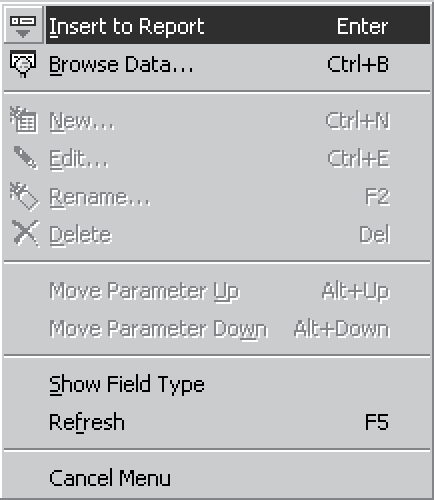 Insert to Report Enter
Browse Data... Ctrl+B
New... Ctrl+N
Edit... Ctrl+E
Rename... F2
Delete Del
Move Parameter Up Alt+Up
Move Parameter Down Alt+Down
Show Field Type
Refresh F5
Cancel Menu